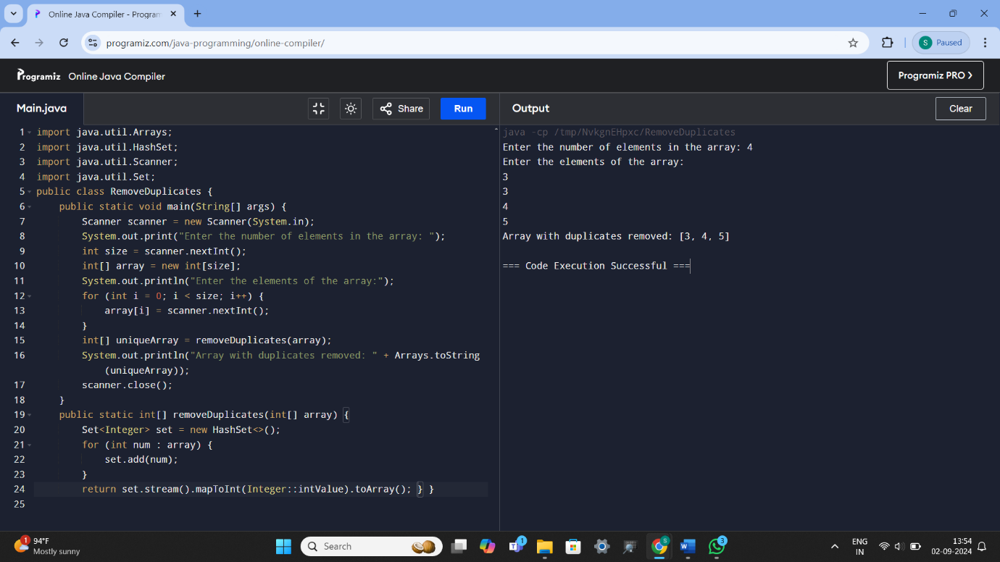 Online Java Compiler - Program
programiz.com/java-programming/online-compiler/
S Paused
Programiz Online Java Compiler
Programiz PRO
Main.java
Share
Run
Output
Clear
1 import java.util.Arrays;
2 import java.util.HashSet;
3 import java.util.Scanner;
4 import java.util.Set;
5 public class RemoveDuplicates {
6 public static void main(String[] args) {
7 Scanner scanner = new Scanner(System.in);
8 System.out.print("Enter the number of elements in the array: ");
9 int size = scanner.nextInt();
10 int[] array = new int[size];
11 System.out.println("Enter the elements of the array:");
12 for (int i = 0; i < size; i++) {
13 array[i] = scanner.nextInt();
14 }
15 int[] uniqueArray = removeDuplicates(array);
16 System.out.println("Array with duplicates removed: " + Arrays.toString
(uniqueArray));
17 scanner.close();
18 }
19 public static int[] removeDuplicates(int[] array) {
20 Set<Integer> set = new HashSet<>();
21 for (int num : array) {
22 set.add(num);
23 }
24 return set.stream().mapToInt(Integer::intValue).toArray(); } }
25
java -cp /tmp/NvkgnEHpxc/RemoveDuplicates
Enter the number of elements in the array: 4
Enter the elements of the array:
3
3
4
5
Array with duplicates removed: [3, 4, 5]
=== Code Execution Successful ===
1
94°F
Mostly sunny
Search
1
S
W
3
ENG
IN
13:54
02-09-2024